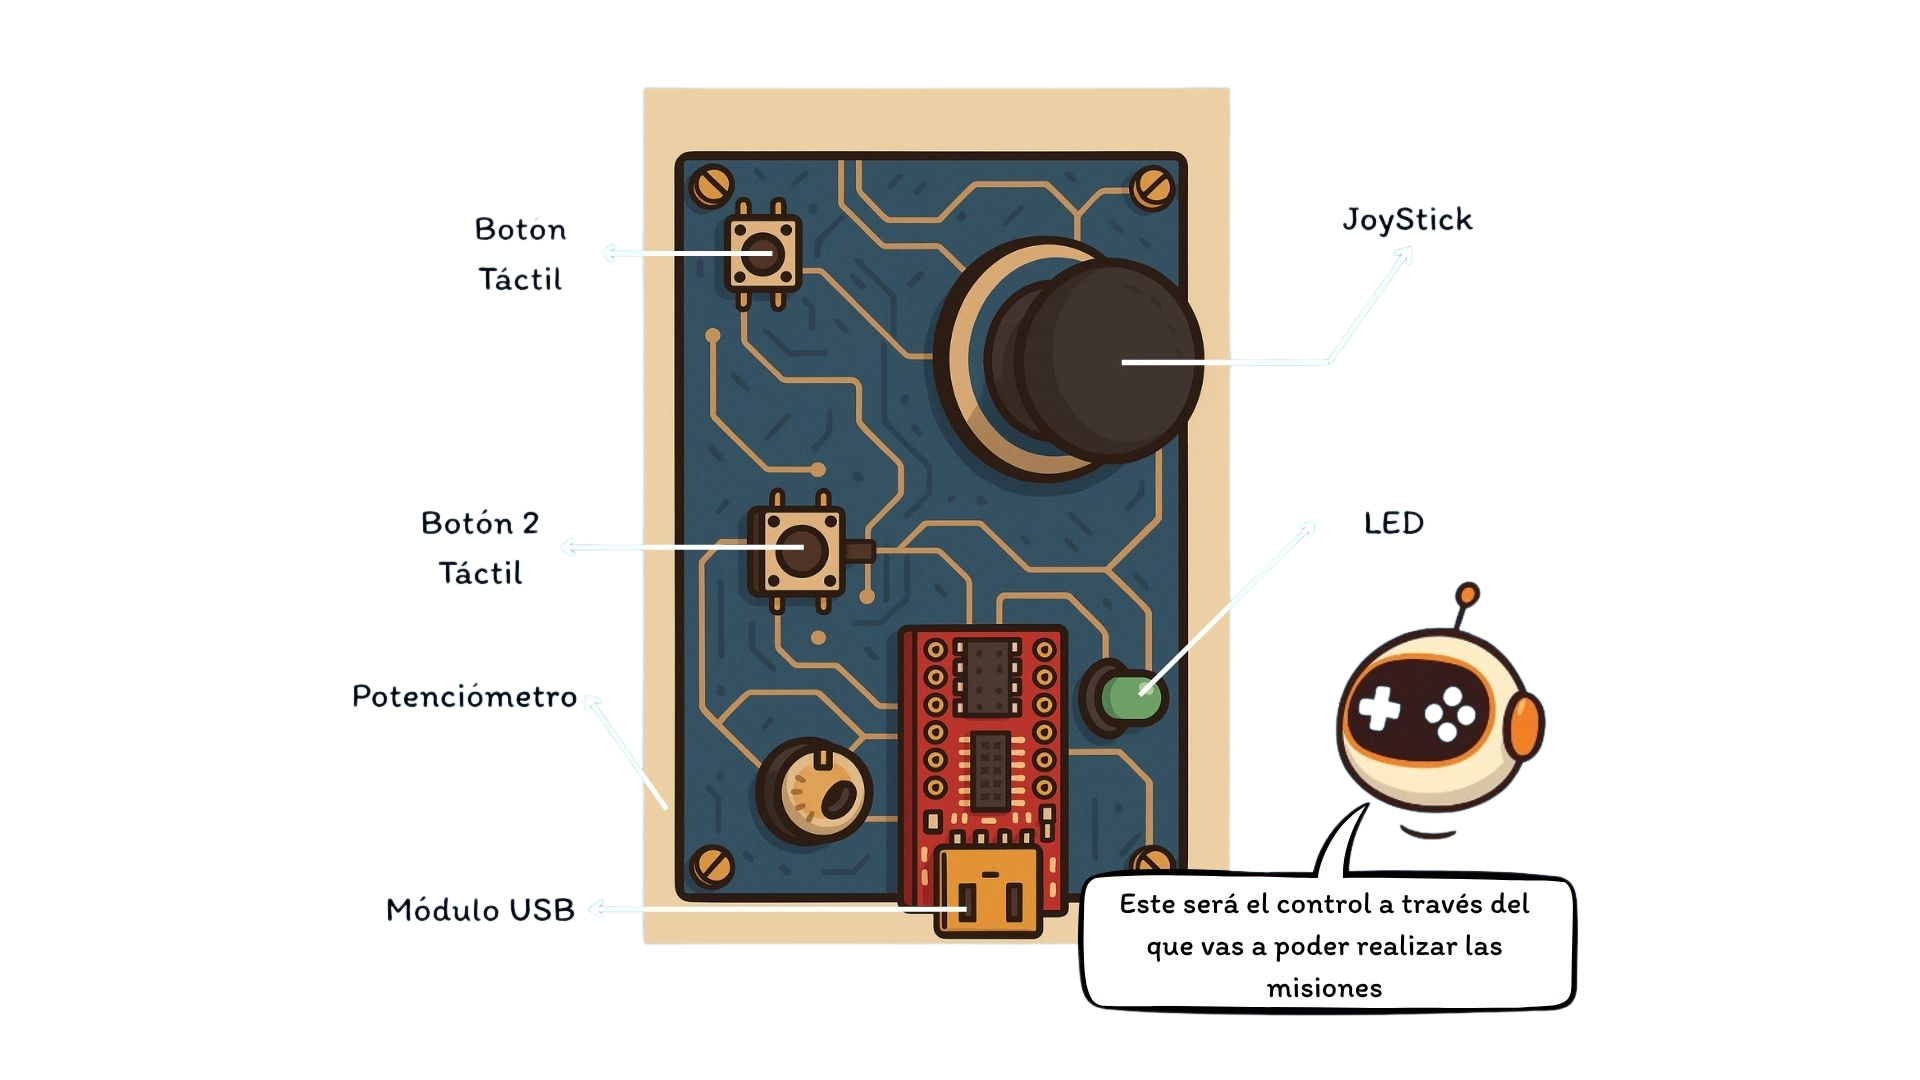 Botón
Táctil
JoyStick
Botón 2
Táctil
LED
Potenciómetro
Módulo USB
Este será el control a través del
que vas a poder realizar las
misiones